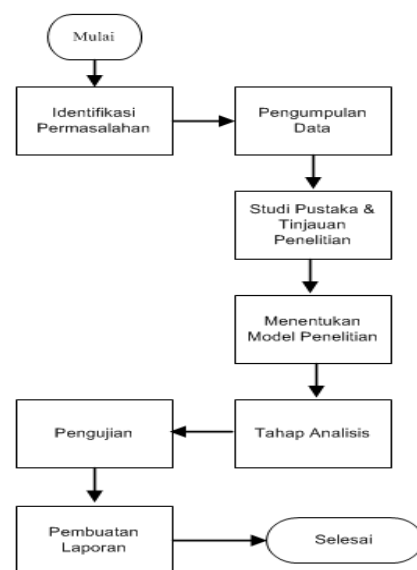 Mulai
Identifikasi
Permasalahan
Pengumpulan
Data
Studi Pustaka &
Tinjauan
Penelitian
Menentukan
Model Penelitian
Tahap Analisis
Pengujian
Pembuatan
Laporan
Selesai